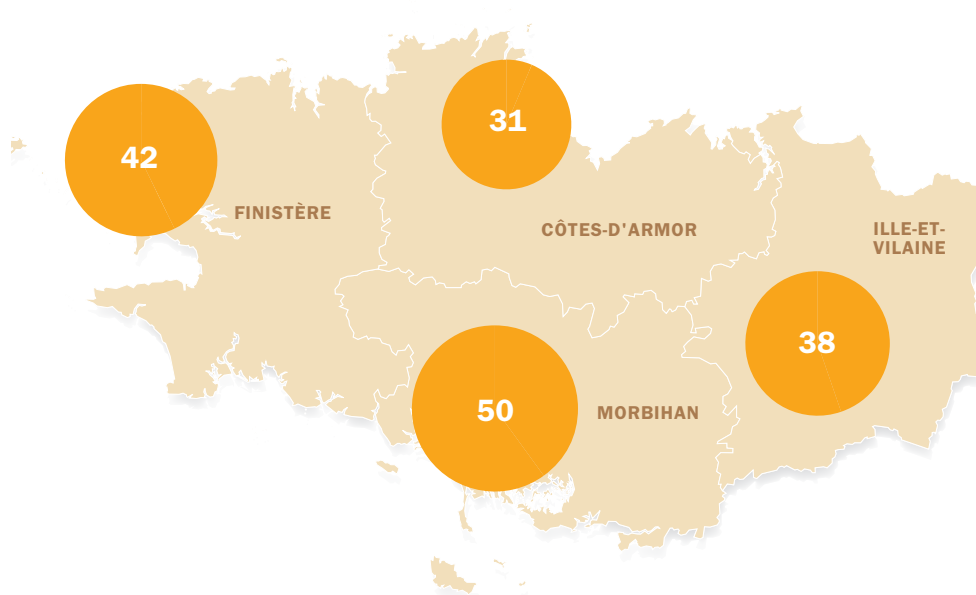 31
42
FINISTÈRE
CÔTES-D'ARMOR
ILLE-ET-
VILAINE
38
50
MORBIHAN